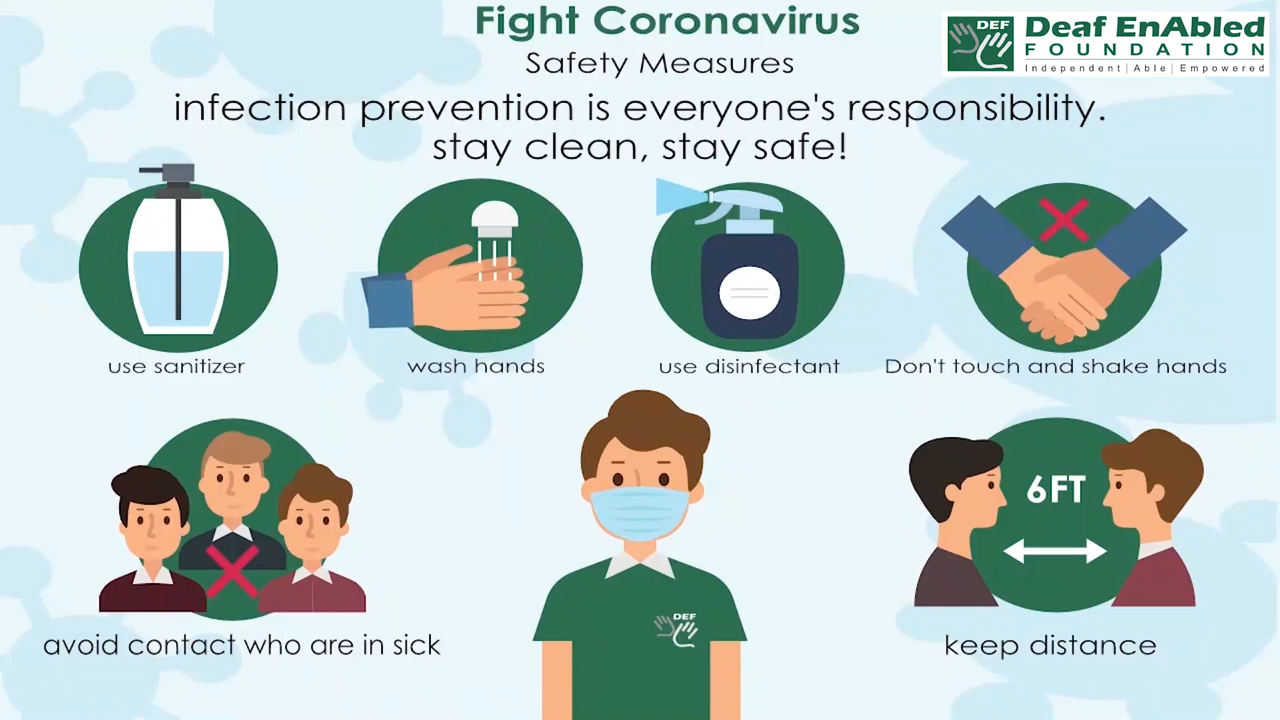 Fight Coronavirus
Safety Measures
infection prevention is everyone's responsibility.
stay clean, stay safe!
DEF
Deaf EnAbled
FOUNDATION
Independent | Able | Empowered
use sanitizer
wash hands
use disinfectant
Don't touch and shake hands
6FT
DEF
avoid contact who are in sick
keep distance